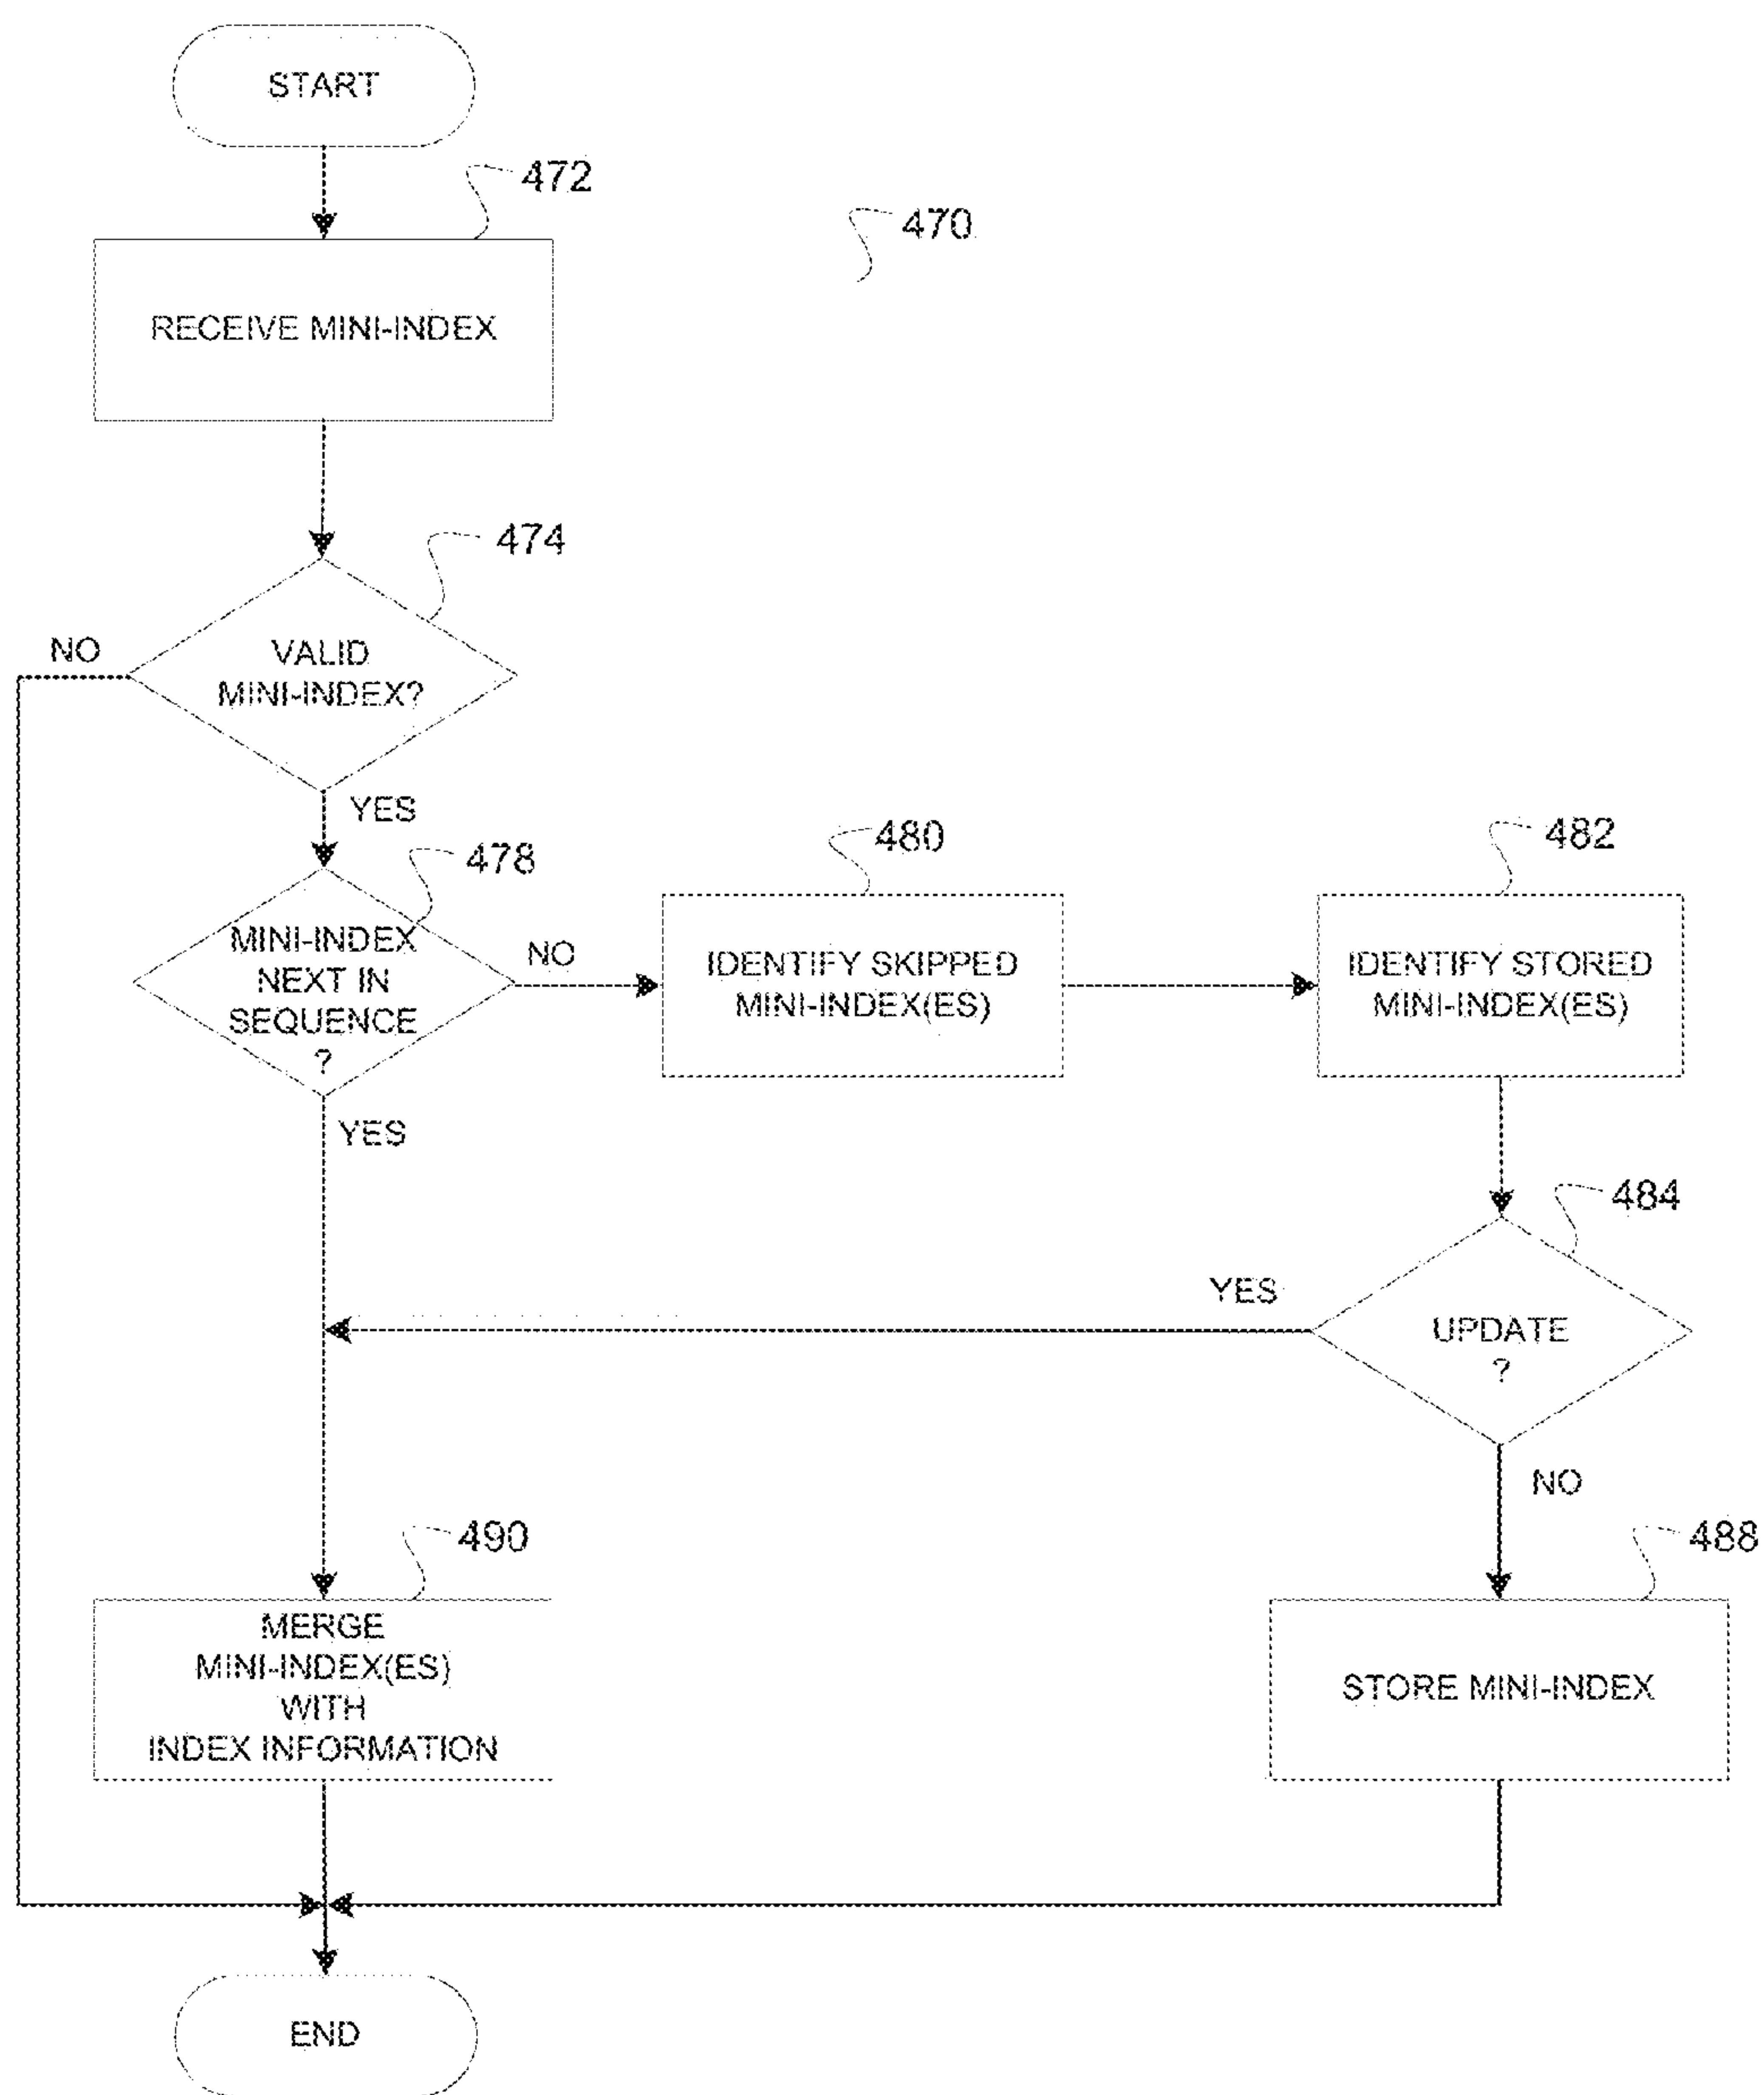 START
472
470
RECEIVE MINI-INDEX
474
NO
VALID
MINI-INDEX?
YES
478
480
482
MINI-INDEX
NEXT IN
SEQUENCE
?
NO
IDENTIFY SKIPPED
MINI-INDEX(ES)
IDENTIFY STORED
MINI-INDEX(ES)
YES
484
YES
UPDATE
?
NO
490
488
MERGE
MINI-INDEX(ES)
WITH
INDEX INFORMATION
STORE MINI-INDEX
END